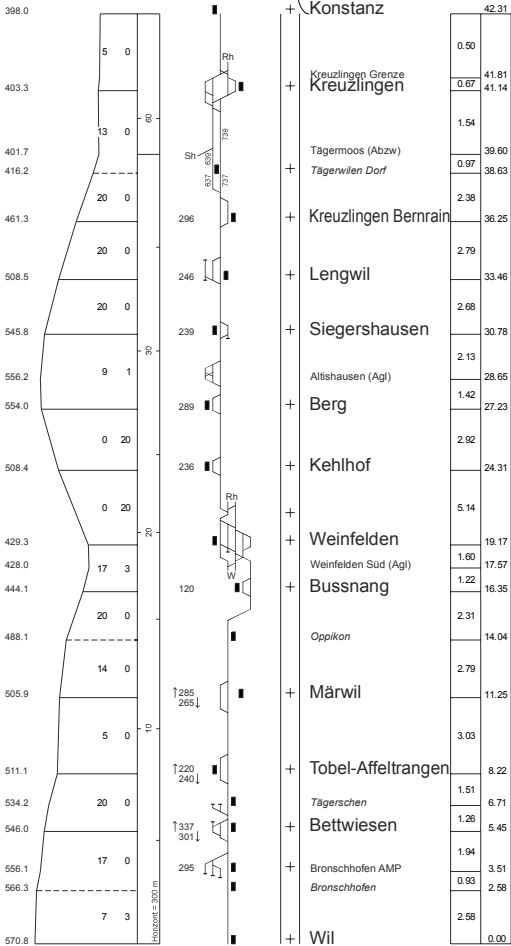 398.0 + Konstanz 42.31
5 0 0.50
Rh
Kreuzlingen Grenze 41.81
403.3 + Kreuzlingen 0.67 41.14
60 1.54
13 0 739
401.7 Sh 639 Tägermoos (Abzw) 39.60
0.97
416.2 637 737 + Tägerwilen Dorf 38.63
20 0 2.38
461.3 296 + Kreuzlingen Bernrain 36.25
20 0 2.79
508.5 246 + Lengwil 33.46
20 0 2.68
545.8 239 + Siegershausen 30.78
30
9 1 2.13
556.2 Altishausen (Agl) 28.65
1.42
554.0 289 + Berg 27.23
0 20 2.92
508.4 236 + Kehlhof 24.31
Rh
0 20 + 5.14
20
429.3 + Weinfelden 19.17
1.60
428.0 17 3 W Weinfelden Süd (Agl) 17.57
1.22
444.1 120 + Bussnang 16.35
20 0 2.31
488.1 Oppikon 14.04
14 0 2.79
505.9 ↑285 + Märwil 11.25
265↓
10
5 0 3.03
511.1 ↑220 + Tobel-Affeltrangen 8.22
240↓
1.51
534.2 20 0 Tägerschen 6.71
1.26
546.0 ↑337 + Bettwiesen 5.45
301↓
17 0 1.94
556.1 295 + Bronschhofen AMP 3.51
0.93
566.3 Bronschhofen 2.58
7 3 Horizont = 300 m 2.58
570.8 + Wil 0.00